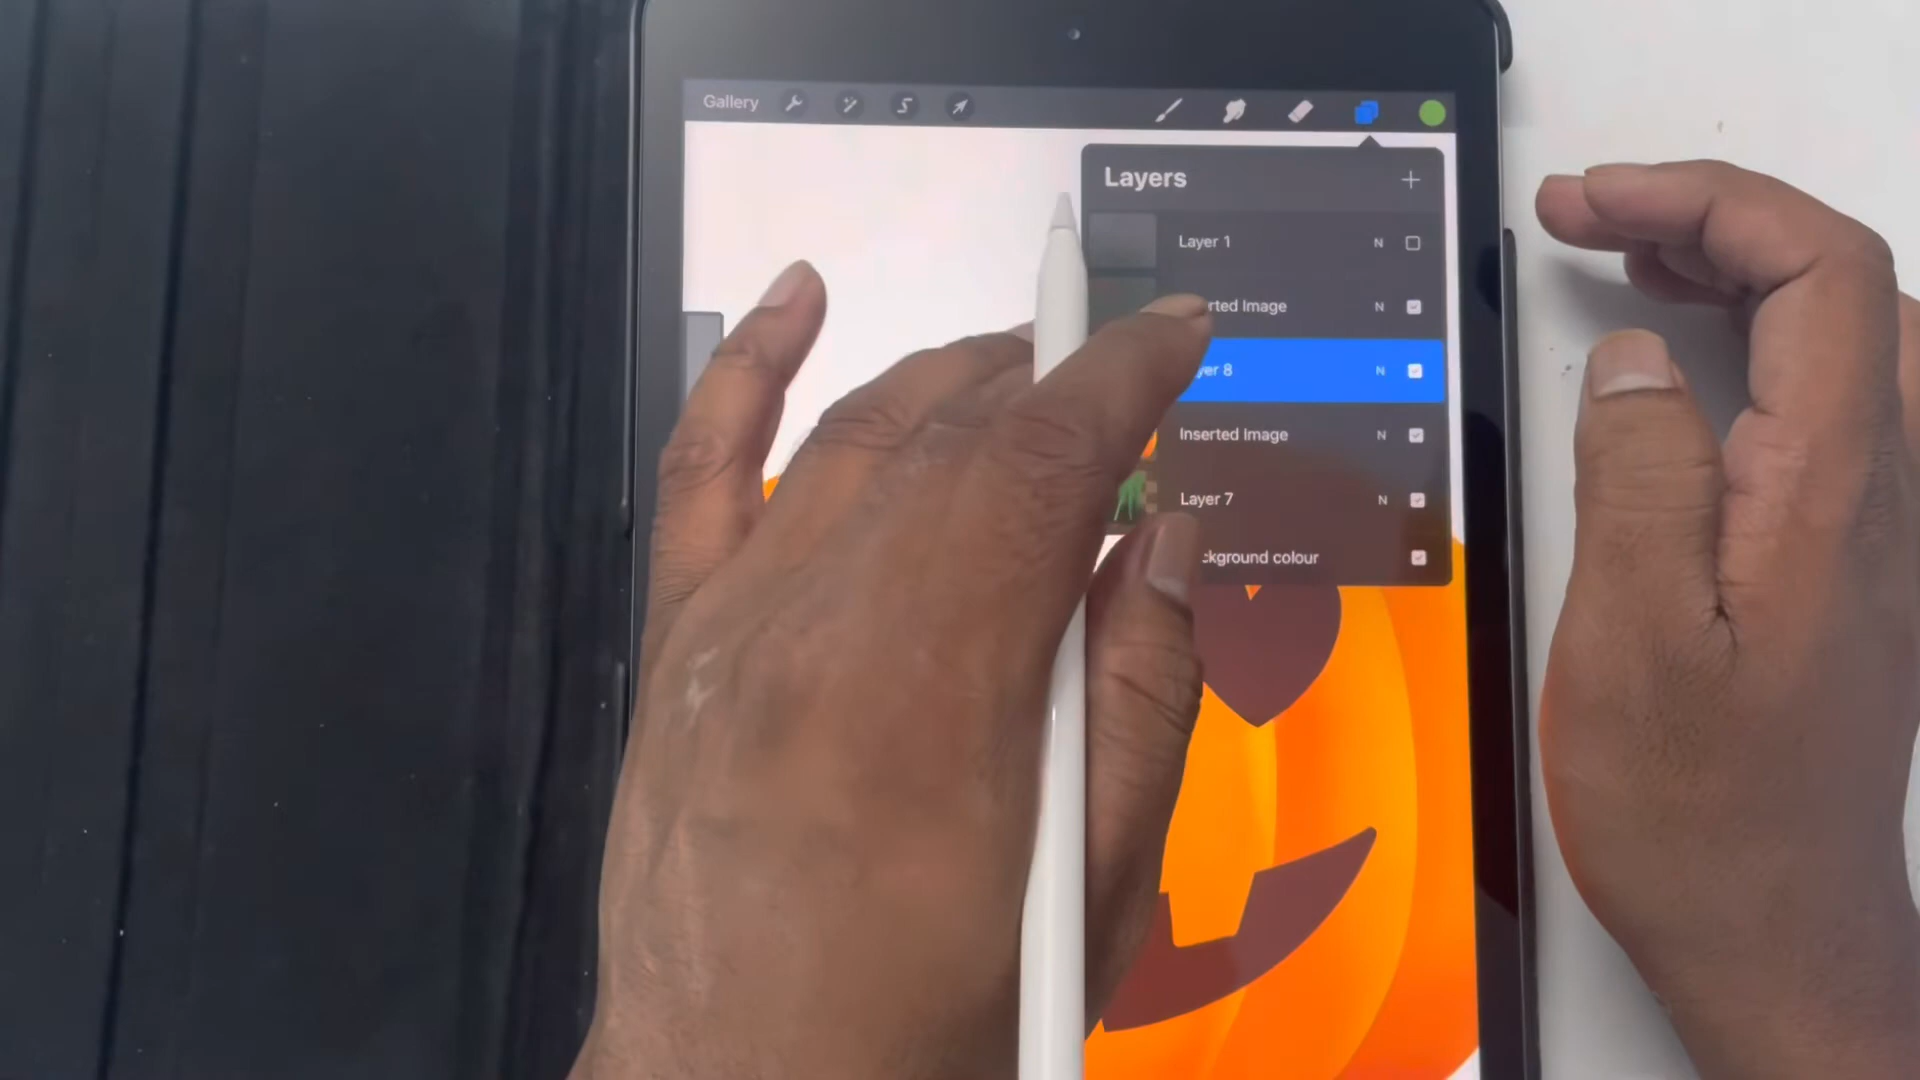 Gallery
Layers
Layer 1 N
rted Image N
yer 8 N
Inserted Image N
Layer 7 N
ckground colour